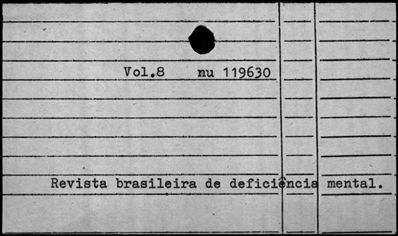 Vol.8 nu 119630
Revista brasileira de deficiência mental.